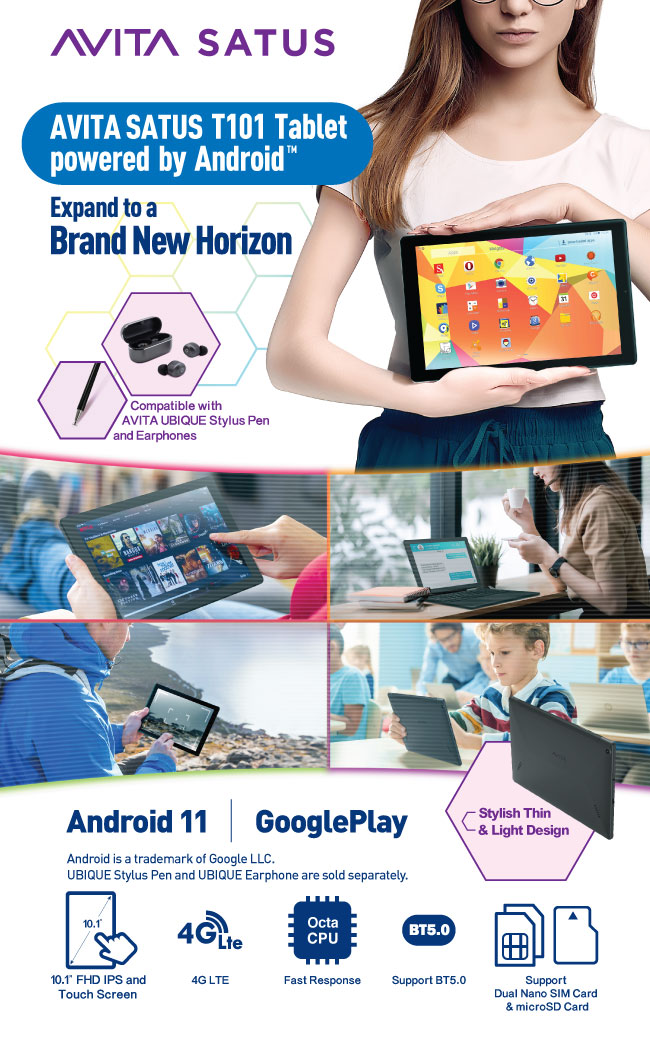 AVITA SATUS
AVITA SATUS T101 Tablet
powered by Android™
Expand to a
Brand New Horizon
Compatible with
AVITA UBIQUE Stylus Pen
and Earphones
AVITA
Stylish Thin
& Light Design
Android 11 | GooglePlay
Android is a trademark of Google LLC.
UBIQUE Stylus Pen and UBIQUE Earphone are sold separately.
10.1"
4G Lte
Octa
CPU
BT5.0
10.1" FHD IPS and
Touch Screen
4G LTE
Fast Response
Support BT5.0
Support
Dual Nano SIM Card
& microSD Card